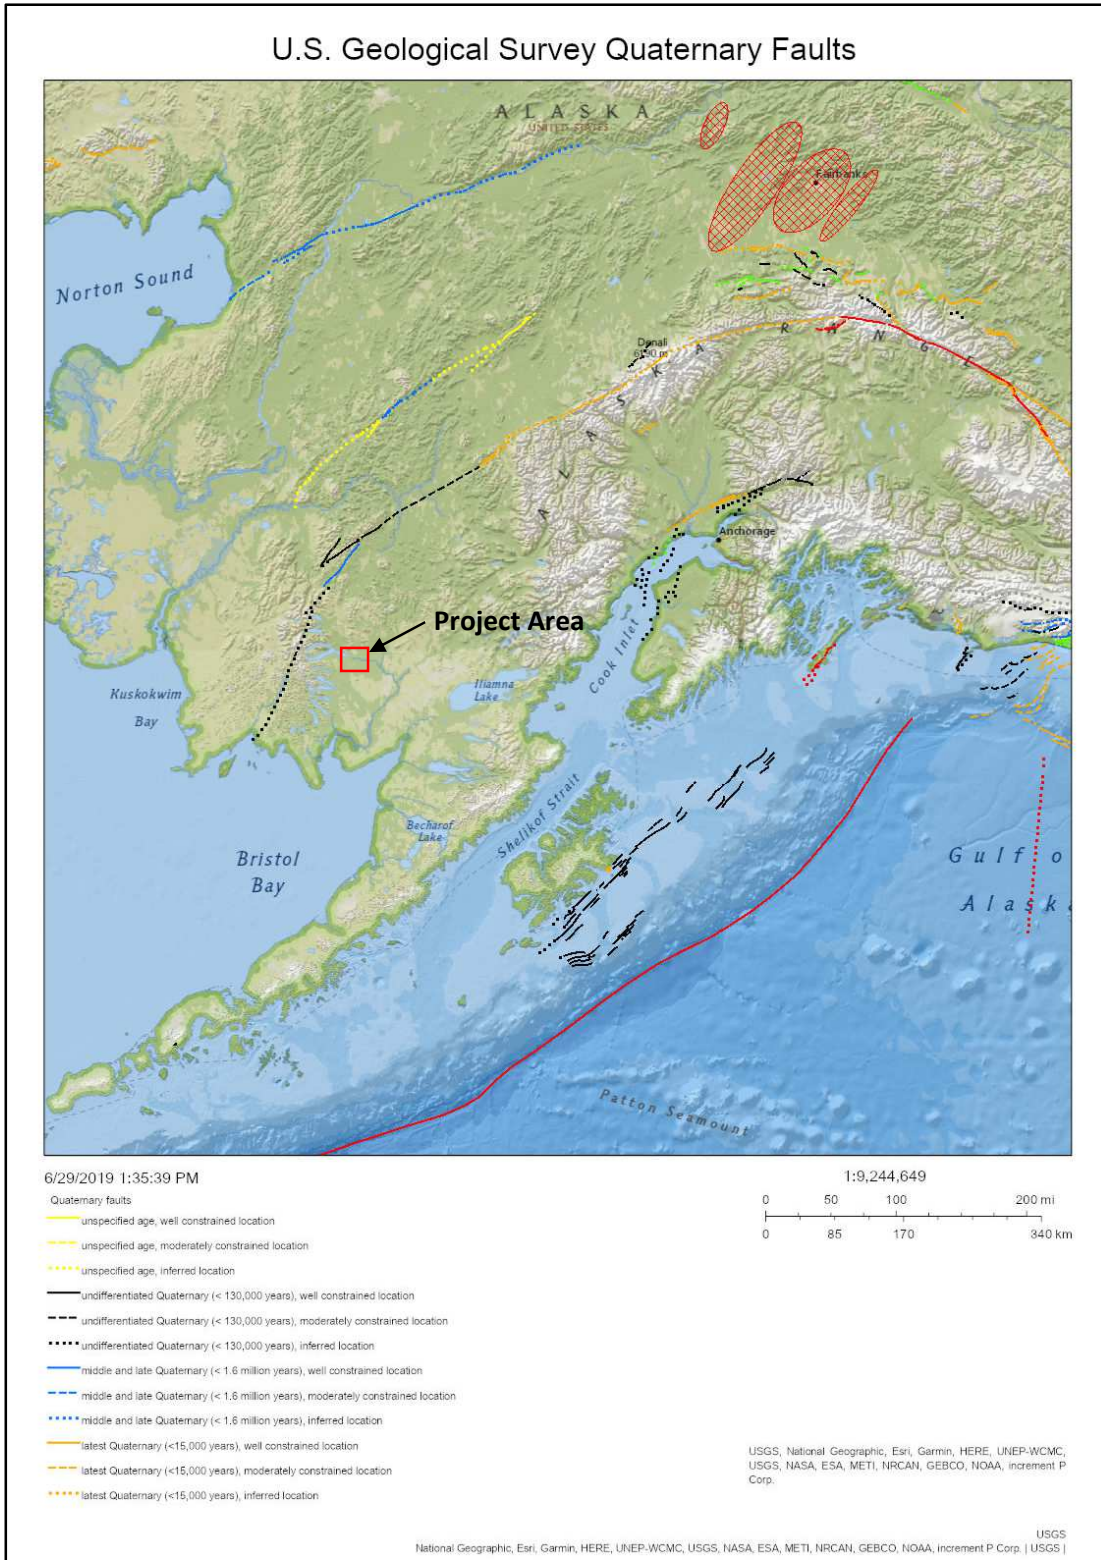 U.S. Geological Survey Quaternary Faults
ALASKA
UNITED STATES
Fairbanks
Norton Sound
Denali
6190 m
ALASKA RANGE
Anchorage
Project Area
Cook Inlet
Kuskokwim
Bay
Iliamna
Lake
Shelikof Strait
Becharof
Lake
Bristol
Bay
Gulf o
Alaska
Patton Seamount
6/29/2019 1:35:39 PM
1:9,244,649
Quaternary faults
0 50 100 200 mi
0 85 170 340 km
unspecified age, well constrained location
unspecified age, moderately constrained location
unspecified age, inferred location
undifferentiated Quaternary (< 130,000 years), well constrained location
undifferentiated Quaternary (< 130,000 years), moderately constrained location
undifferentiated Quaternary (< 130,000 years), inferred location
middle and late Quaternary (< 1.6 million years), well constrained location
middle and late Quaternary (< 1.6 million years), moderately constrained location
middle and late Quaternary (< 1.6 million years), inferred location
latest Quaternary (<15,000 years), well constrained location
latest Quaternary (<15,000 years), moderately constrained location
latest Quaternary (<15,000 years), inferred location
USGS, National Geographic, Esri, Garmin, HERE, UNEP-WCMC,
USGS, NASA, ESA, METI, NRCAN, GEBCO, NOAA, increment P
Corp.
USGS
National Geographic, Esri, Garmin, HERE, UNEP-WCMC, USGS, NASA, ESA, METI, NRCAN, GEBCO, NOAA, increment P Corp. | USGS |